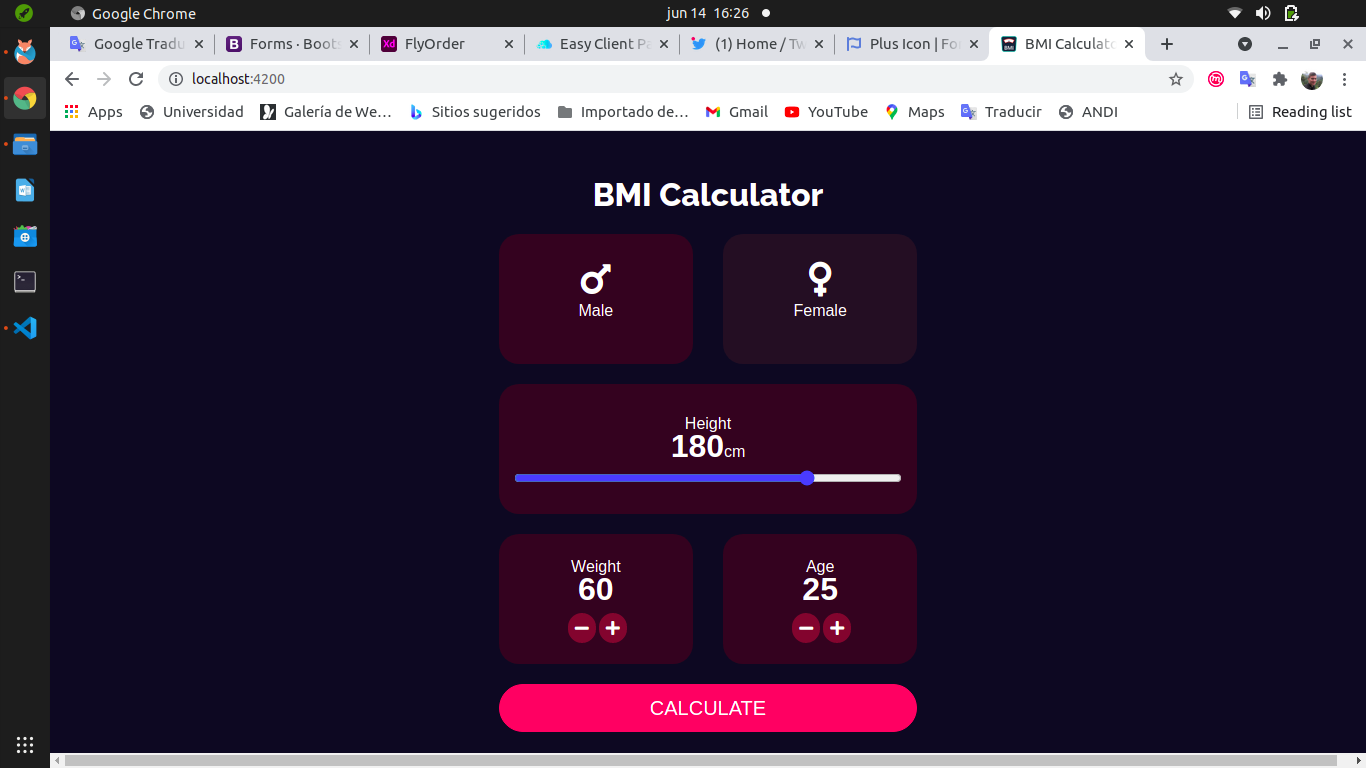 Google Chrome
jun 14 16:26
Google Tradu
Forms · Boots
Xd FlyOrder
Easy Client Pa
(1) Home / Tw
Plus Icon | Fo
BMI Calculato
localhost:4200
Apps
Universidad
Galería de We…
Sitios sugeridos
Importado de…
Gmail
YouTube
Maps
Traducir
ANDI
Reading list
BMI Calculator
Male
Female
Height
180cm
Weight
60
Age
25
CALCULATE